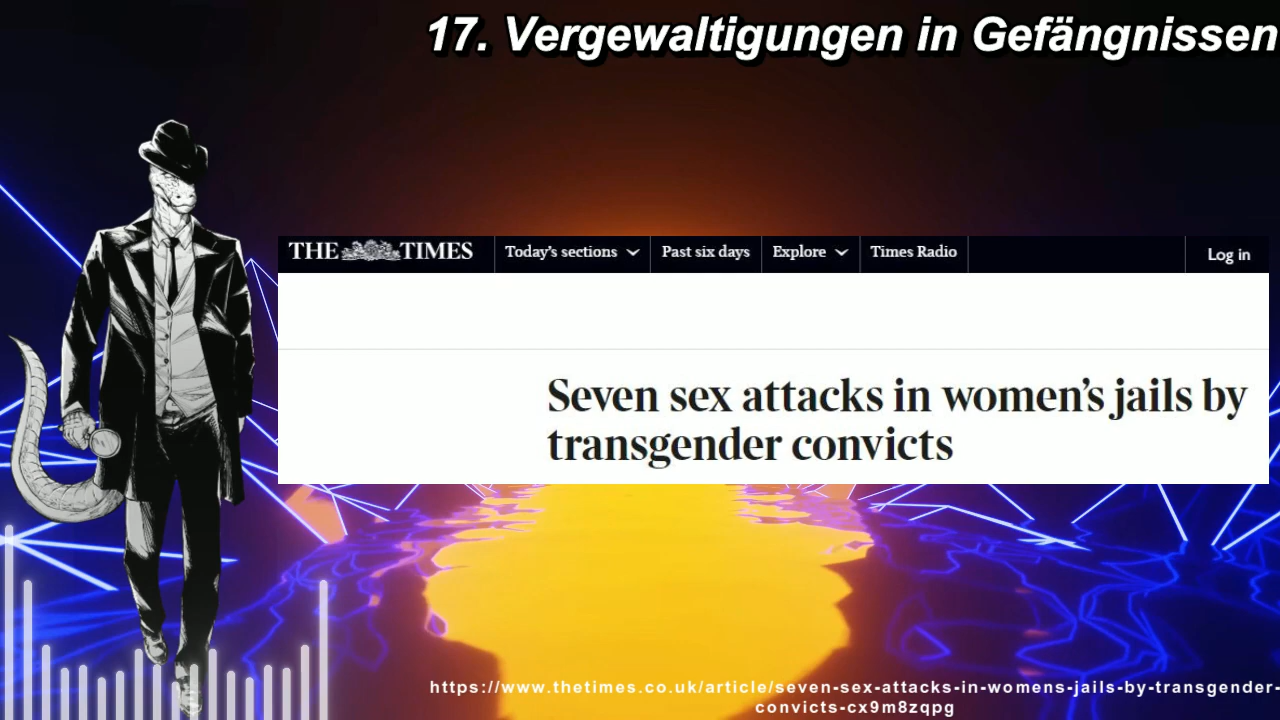 17. Vergewaltigungen in Gefängnissen
THE TIMES Today's sections Past six days Explore Times Radio Log in
Seven sex attacks in women's jails by
transgender convicts
https://www.thetimes.co.uk/article/seven-sex-attacks-in-womens-jails-by-transgender-
convicts-cx9m8zqpg